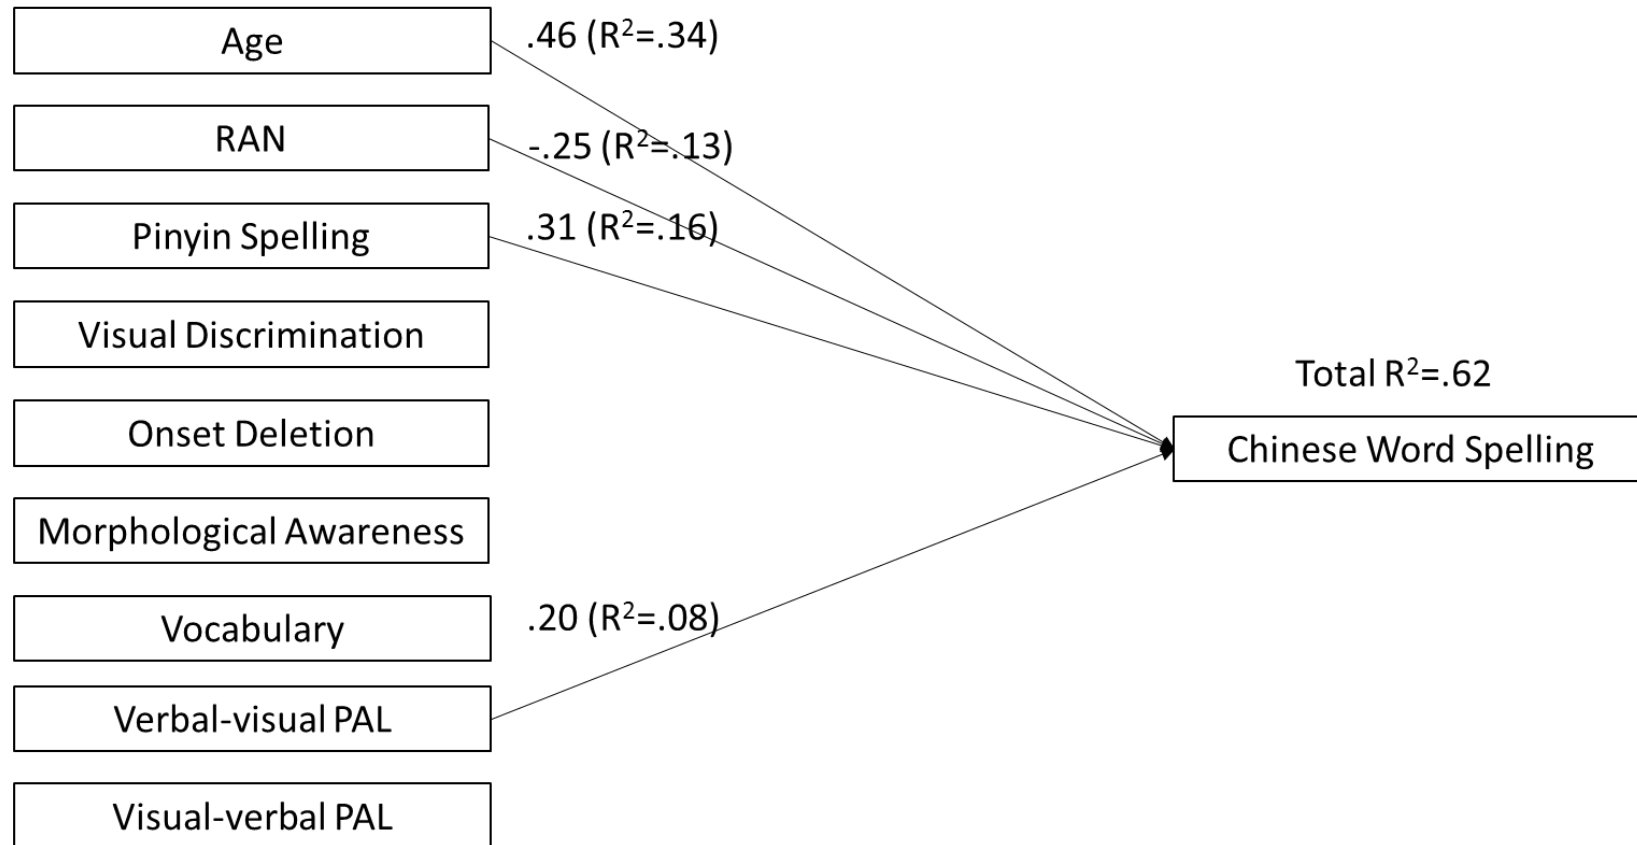 Age
.46 (R²=.34)
RAN
-.25 (R²=.13)
Pinyin Spelling
.31 (R²=.16)
Visual Discrimination
Total R²=.62
Onset Deletion
Chinese Word Spelling
Morphological Awareness
Vocabulary
.20 (R²=.08)
Verbal-visual PAL
Visual-verbal PAL